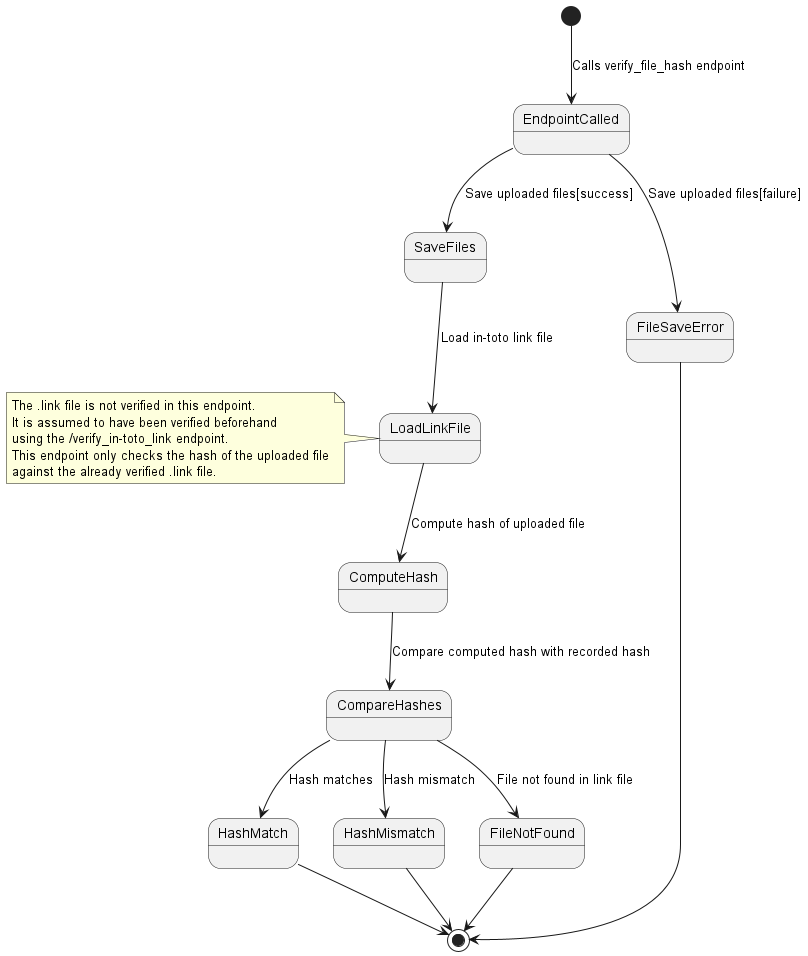 Calls verify_file_hash endpoint
EndpointCalled
Save uploaded files[success]
Save uploaded files[failure]
SaveFiles
FileSaveError
Load in-toto link file
The .link file is not verified in this endpoint.
It is assumed to have been verified beforehand
using the /verify_in-toto_link endpoint.
This endpoint only checks the hash of the uploaded file
against the already verified .link file.
LoadLinkFile
Compute hash of uploaded file
ComputeHash
Compare computed hash with recorded hash
CompareHashes
Hash matches
Hash mismatch
File not found in link file
HashMatch
HashMismatch
FileNotFound